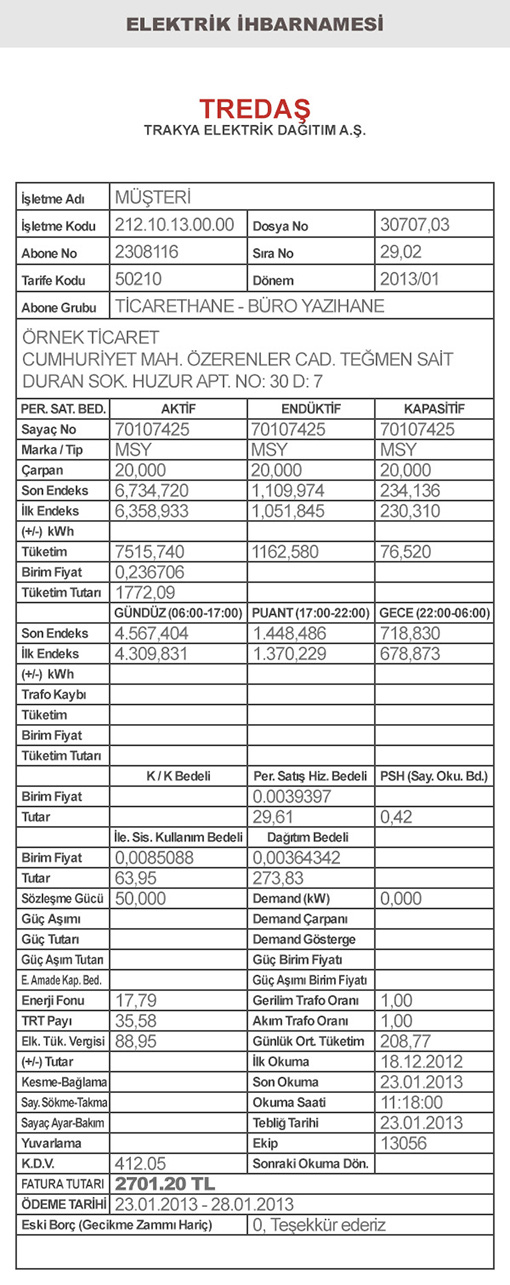 ELEKTRİK İHBARNAMESİ
TREDAŞ
TRAKYA ELEKTRİK DAĞITIM A.Ş.
İşletme Adı MÜŞTERİ
İşletme Kodu 212.10.13.00.00 Dosya No 30707,03
Abone No 2308116 Sıra No 29,02
Tarife Kodu 50210 Dönem 2013/01
Abone Grubu TİCARETHANE - BÜRO YAZIHANE
ÖRNEK TİCARET
CUMHURİYET MAH. ÖZERENLER CAD. TEĞMEN SAİT
DURAN SOK. HUZUR APT. NO: 30 D: 7
PER. SAT. BED. AKTİF ENDÜKTİF KAPASİTİF
Sayaç No 70107425 70107425 70107425
Marka / Tip MSY MSY MSY
Çarpan 20,000 20,000 20,000
Son Endeks 6,734,720 1,109,974 234,136
İlk Endeks 6,358,933 1,051,845 230,310
(+/-) kWh
Tüketim 7515,740 1162,580 76,520
Birim Fiyat 0,236706
Tüketim Tutarı 1772,09
GÜNDÜZ (06:00-17:00) PUANT (17:00-22:00) GECE (22:00-06:00)
Son Endeks 4.567,404 1.448,486 718,830
İlk Endeks 4.309,831 1.370,229 678,873
(+/-) kWh
Trafo Kaybı
Tüketim
Birim Fiyat
Tüketim Tutarı
K / K Bedeli Per. Satış Hiz. Bedeli PSH (Say. Oku. Bd.)
Birim Fiyat 0.0039397
Tutar 29,61 0,42
İle. Sis. Kullanım Bedeli Dağıtım Bedeli
Birim Fiyat 0,0085088 0,00364342
Tutar 63,95 273,83
Sözleşme Gücü 50,000 Demand (kW) 0,000
Güç Aşımı Demand Çarpanı
Güç Tutarı Demand Gösterge
Güç Aşım Tutarı Güç Birim Fiyatı
E. Amade Kap. Bed. Güç Aşımı Birim Fiyatı
Enerji Fonu 17,79 Gerilim Trafo Oranı 1,00
TRT Payı 35,58 Akım Trafo Oranı 1,00
Elk. Tük. Vergisi 88,95 Günlük Ort. Tüketim 208,77
(+/-) Tutar İlk Okuma 18.12.2012
Kesme-Bağlama Son Okuma 23.01.2013
Say. Sökme-Takma Okuma Saati 11:18:00
Sayaç Ayar-Bakım Tebliğ Tarihi 23.01.2013
Yuvarlama Ekip 13056
K.D.V. 412.05 Sonraki Okuma Dön.
FATURA TUTARI 2701.20 TL
ÖDEME TARİHİ 23.01.2013 - 28.01.2013
Eski Borç (Gecikme Zammı Hariç) 0, Teşekkür ederiz